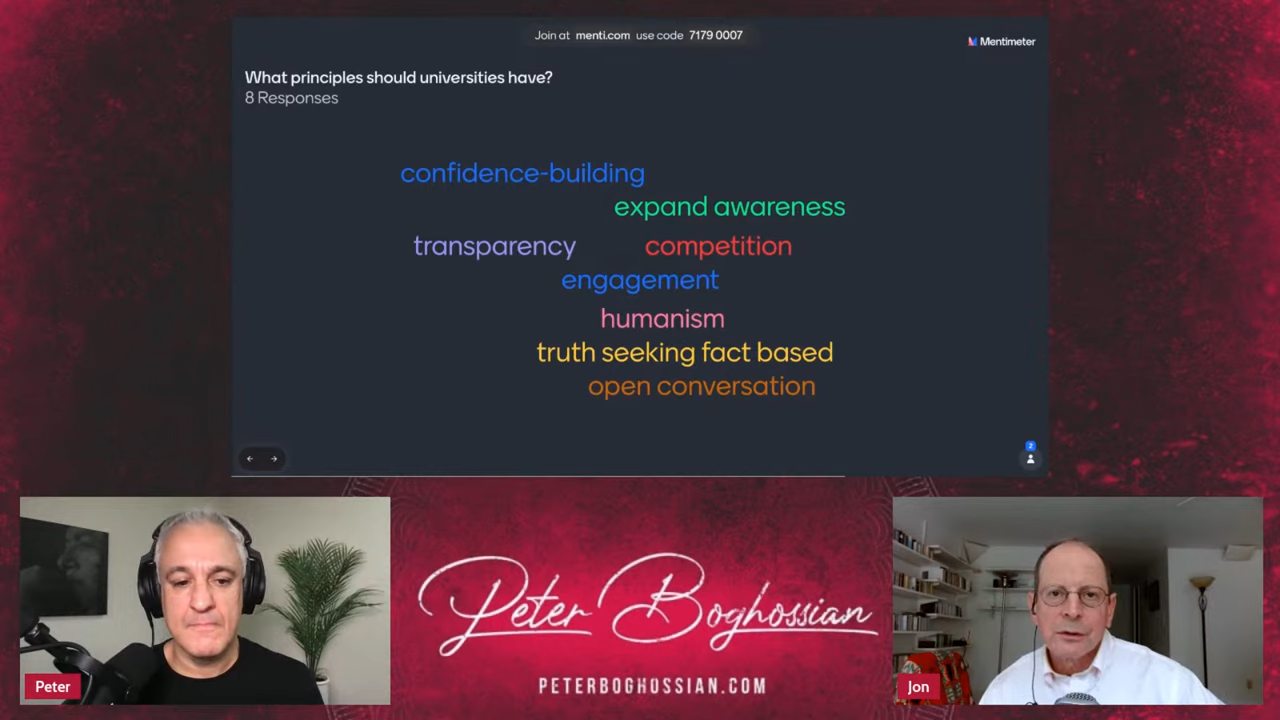 Join at menti.com use code 7179 0007
Mentimeter
What principles should universities have?
8 Responses
confidence-building
expand awareness
transparency competition
engagement
humanism
truth seeking fact based
open conversation
2
Peter
Peter Boghossian
PETERBOGHOSSIAN.COM
Jon